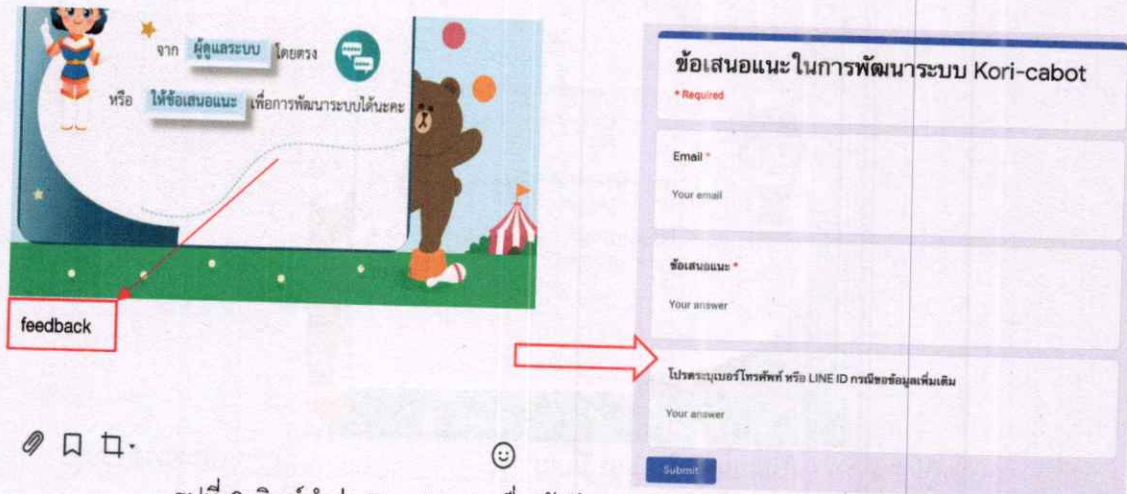 จาก ผู้ดูแลระบบ โดยตรง
หรือ ให้ข้อเสนอแนะ เพื่อการพัฒนาระบบได้นะคะ
feedback
ข้อเสนอแนะในการพัฒนาระบบ Kori-cabot
* Required
Email *
Your email
ข้อเสนอแนะ *
Your answer
โปรดระบุเบอร์โทรศัพท์ หรือ LINE ID กรณีขอข้อมูลเพิ่มเติม
Your answer
Submit